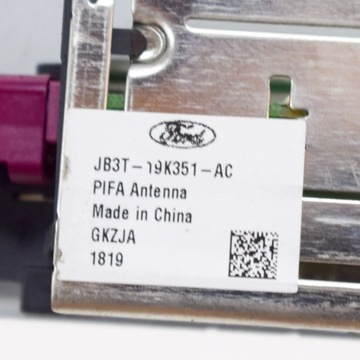 Ford
JB3T-19K351-AC
PIFA Antenna
Made in China
GKZJA
1819